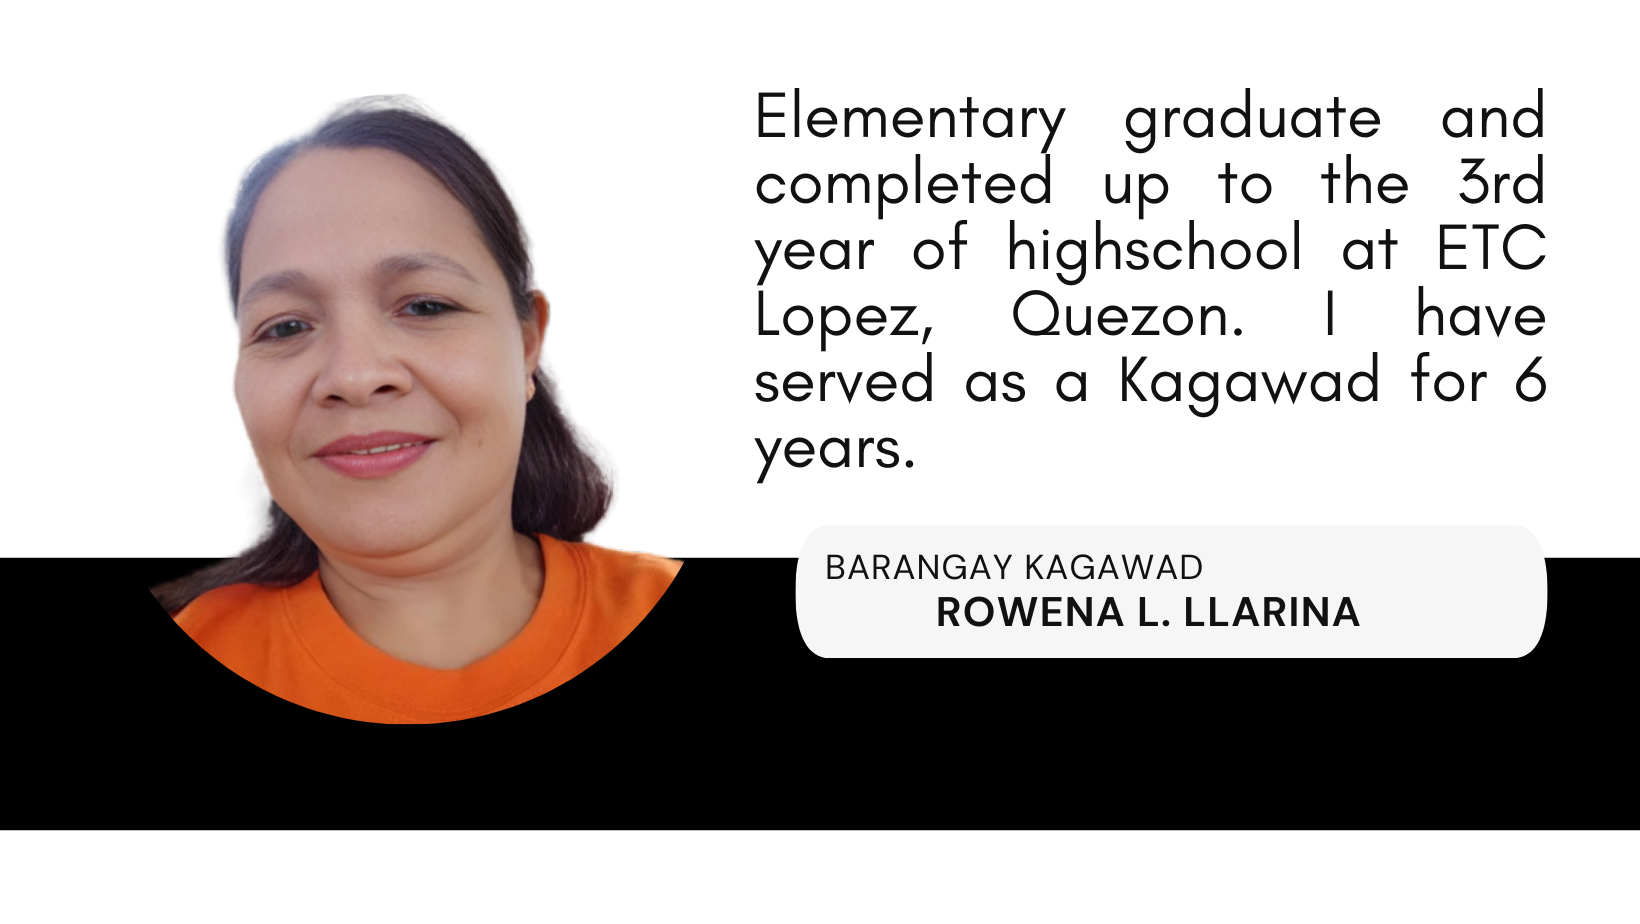 Elementary graduate and
completed up to the 3rd
year of highschool at ETC
Lopez, Quezon. I have
served as a Kagawad for 6
years.
BARANGAY KAGAWAD
ROWENA L. LLARINA